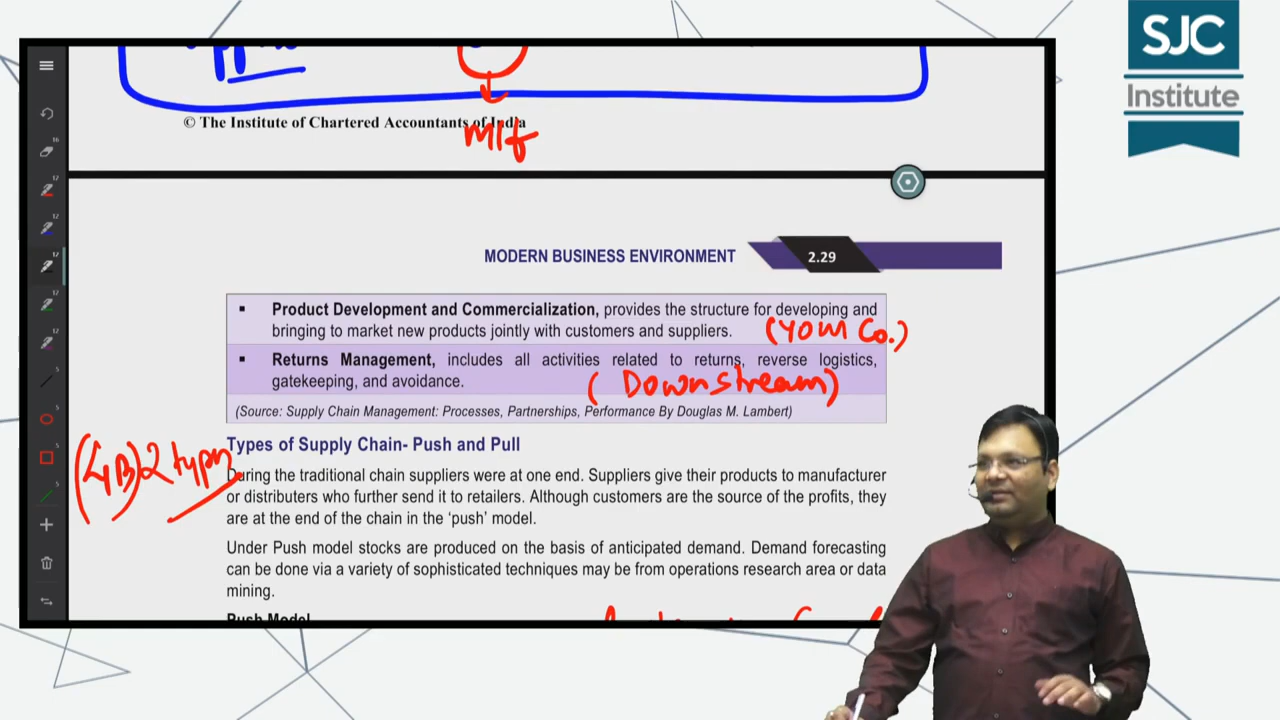 SJC
Institute
© The Institute of Chartered Accountants of India
MODERN BUSINESS ENVIRONMENT
2.29
▪ Product Development and Commercialization, provides the structure for developing and
bringing to market new products jointly with customers and suppliers.
(Your Co.)
▪ Returns Management, includes all activities related to returns, reverse logistics,
gatekeeping, and avoidance.
(Downstream)
(Source: Supply Chain Management: Processes, Partnerships, Performance By Douglas M. Lambert)
2 types
Types of Supply Chain- Push and Pull
During the traditional chain suppliers were at one end. Suppliers give their products to manufacturer
or distributers who further send it to retailers. Although customers are the source of the profits, they
are at the end of the chain in the ‘push’ model.
Under Push model stocks are produced on the basis of anticipated demand. Demand forecasting
can be done via a variety of sophisticated techniques may be from operations research area or data
mining.
Push Model